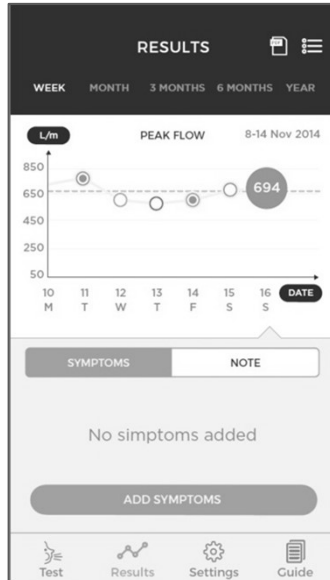 RESULTS
WEEK MONTH 3 MONTHS 6 MONTHS YEAR
L/m PEAK FLOW 8-14 Nov 2014
850
650
450
250
50
694
10 11 12 13 14 15 16 DATE
M T W T F S S
SYMPTOMS NOTE
No simptoms added
ADD SYMPTOMS
Test Results Settings Guide